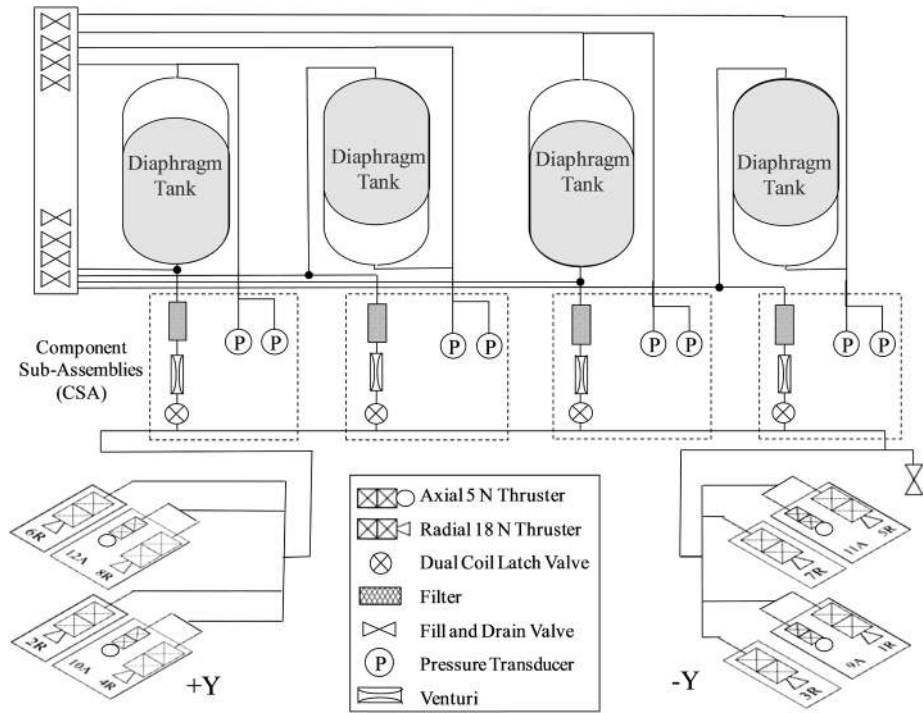 Diaphragm
Tank
Diaphragm
Tank
Diaphragm
Tank
Diaphragm
Tank
Component
Sub-Assemblies
(CSA)
P
P
P
P
P
P
P
P
Axial 5 N Thruster
Radial 18 N Thruster
Dual Coil Latch Valve
Filter
Fill and Drain Valve
P
Pressure Transducer
Venturi
6R
12A
8R
2R
10A
4R
+Y
5R
11A
7R
1R
9A
3R
-Y